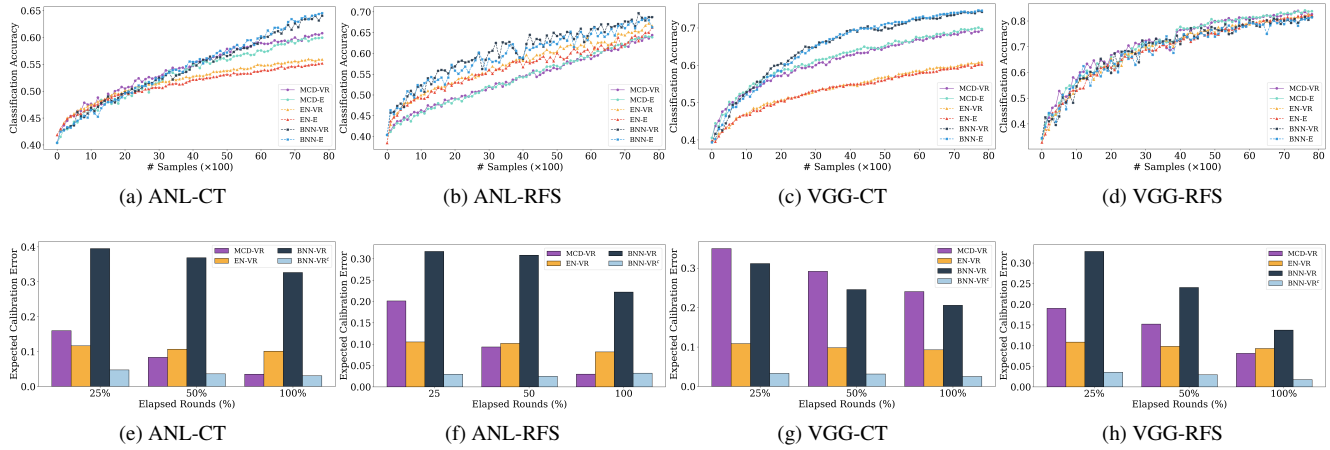 Classification Accuracy
0.65
0.60
0.55
0.50
0.45
0.40
0 10 20 30 40 50 60 70 80
# Samples (×100)
MCD-VR
MCD-E
EN-VR
EN-E
BNN-VR
BNN-E
(a) ANL-CT
Classification Accuracy
0.70
0.65
0.60
0.55
0.50
0.45
0.40
0 10 20 30 40 50 60 70 80
# Samples (×100)
MCD-VR
MCD-E
EN-VR
EN-E
BNN-VR
BNN-E
(b) ANL-RFS
Classification Accuracy
0.7
0.6
0.5
0.4
0 10 20 30 40 50 60 70 80
# Samples (×100)
MCD-VR
MCD-E
EN-VR
EN-E
BNN-VR
BNN-E
(c) VGG-CT
Classification Accuracy
0.8
0.7
0.6
0.5
0.4
0 10 20 30 40 50 60 70 80
# Samples (×100)
MCD-VR
MCD-E
EN-VR
EN-E
BNN-VR
BNN-E
(d) VGG-RFS
Expected Calibration Error
0.4
0.3
0.2
0.1
0.0
MCD-VR BNN-VR
EN-VR BNN-VRᶜ
25% 50% 100%
Elapsed Rounds (%)
(e) ANL-CT
Expected Calibration Error
0.30
0.25
0.20
0.15
0.10
0.05
0.00
MCD-VR BNN-VR
EN-VR BNN-VRᶜ
25 50 100
Elapsed Rounds (%)
(f) ANL-RFS
Expected Calibration Error
0.3
0.2
0.1
0.0
MCD-VR
EN-VR
BNN-VR
BNN-VRᶜ
25% 50% 100%
Elapsed Rounds (%)
(g) VGG-CT
Expected Calibration Error
0.30
0.25
0.20
0.15
0.10
0.05
0.00
MCD-VR
EN-VR
BNN-VR
BNN-VRᶜ
25% 50% 100%
Elapsed Rounds (%)
(h) VGG-RFS